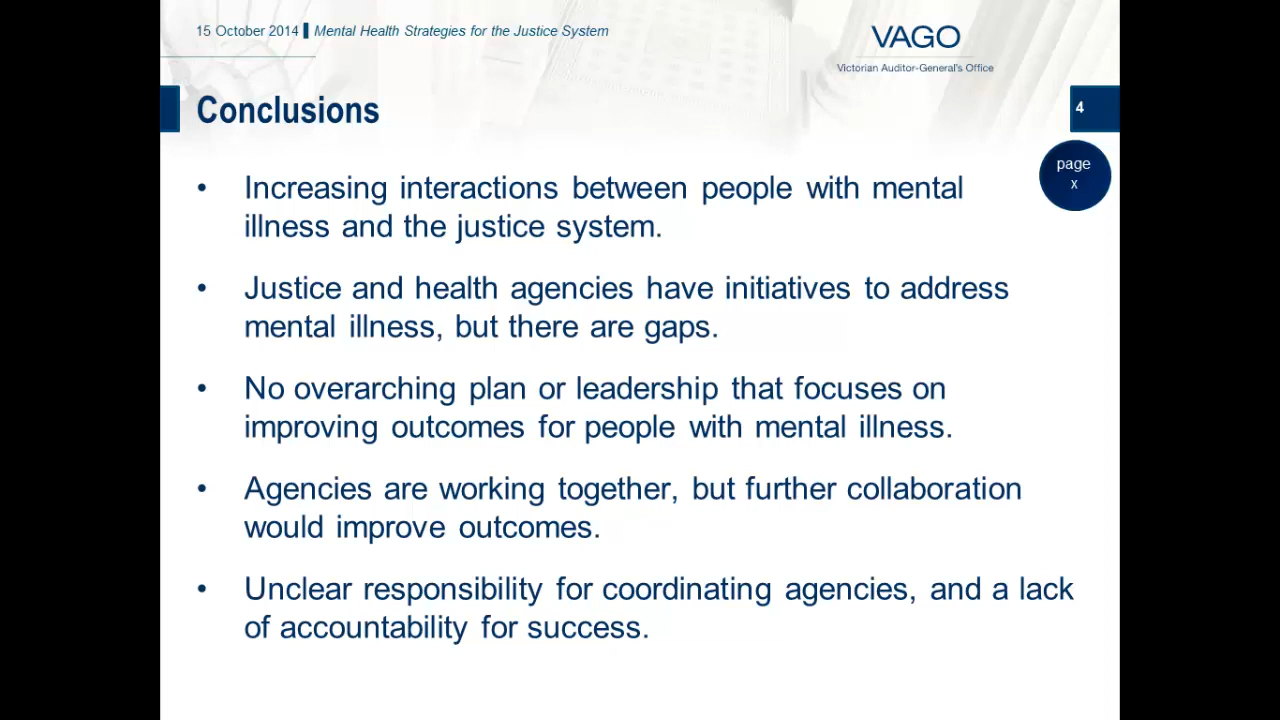 15 October 2014 Mental Health Strategies for the Justice System
VAGO
Victorian Auditor-General's Office
Conclusions
4
page
x
• Increasing interactions between people with mental
illness and the justice system.
• Justice and health agencies have initiatives to address
mental illness, but there are gaps.
• No overarching plan or leadership that focuses on
improving outcomes for people with mental illness.
• Agencies are working together, but further collaboration
would improve outcomes.
• Unclear responsibility for coordinating agencies, and a lack
of accountability for success.